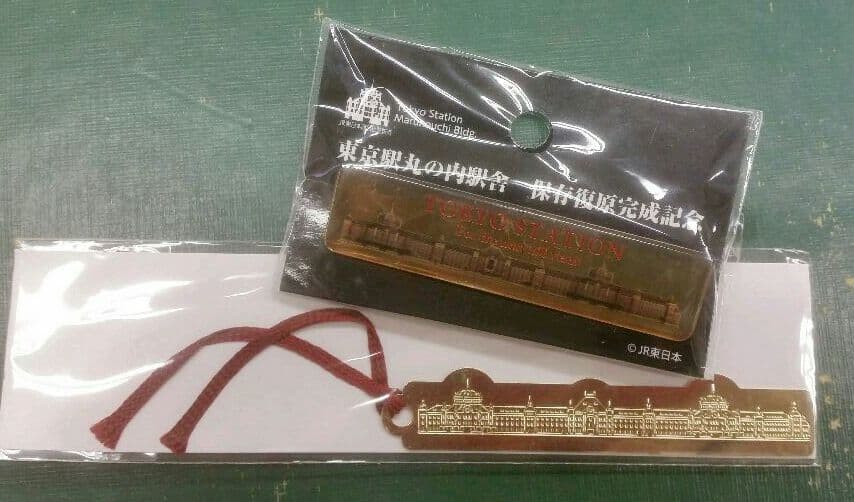 Tokyo Station
Marunouchi Bldg.
東京駅丸の内駅舎 保存復原完成記念
TOKYO STATION
© JR東日本